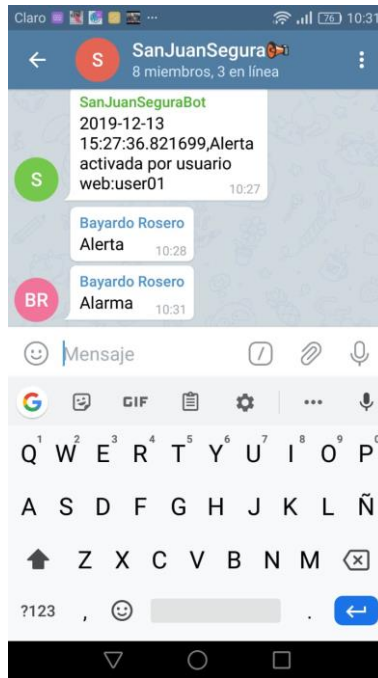 Claro 76 10:31
S SanJuanSegura
8 miembros, 3 en línea
SanJuanSeguraBot
2019-12-13
15:27:36.821699,Alerta
activada por usuario
web:user01 10:27
S
Bayardo Rosero
Alerta 10:28
Bayardo Rosero
BR Alarma 10:31
Mensaje /
G GIF
1 2 3 4 5 6 7 8 9 0
Q W E R T Y U I O P
A S D F G H J K L Ñ
Z X C V B N M
?123 , .